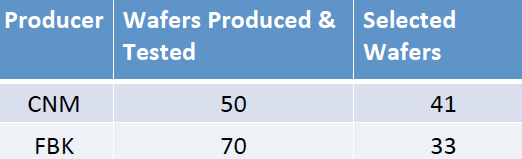 Producer Wafers Produced & Selected
Tested Wafers
CNM 50 41
FBK 70 33